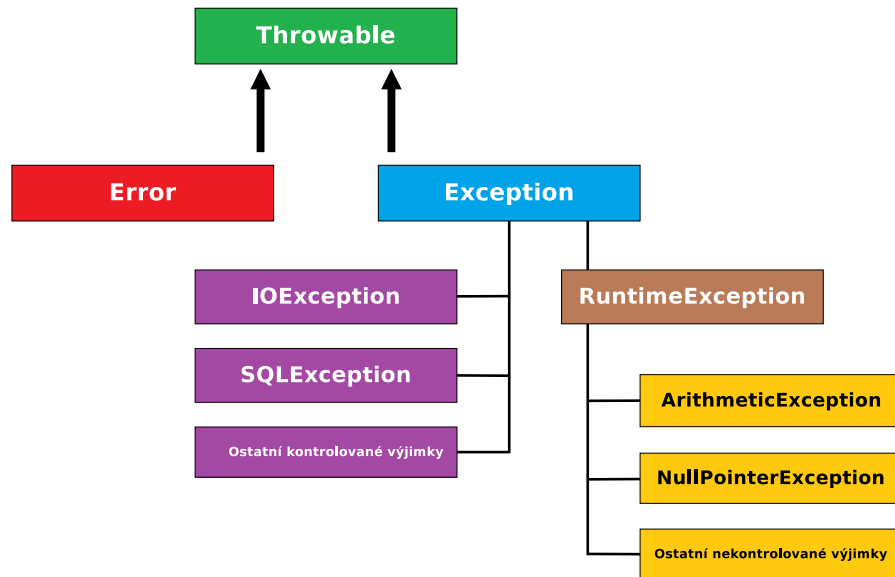 Throwable
Error
Exception
IOException
RuntimeException
SQLException
ArithmeticException
Ostatní kontrolované výjimky
NullPointerException
Ostatní nekontrolované výjimky